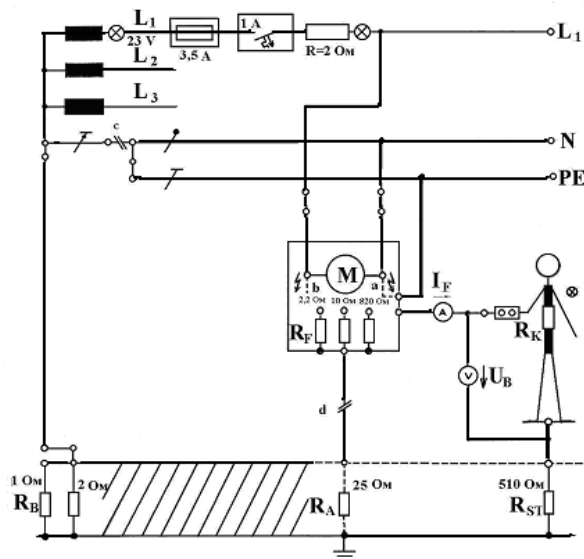 L1
23 V
3,5 A
1 A
R=2 Ом
L1
L2
L3
c
N
PE
M
b
a
2,2 Ом
10 Ом
820 Ом
RF
IF
A
RK
V
UB
d
1 Ом
RB
2 Ом
RA
25 Ом
510 Ом
RST